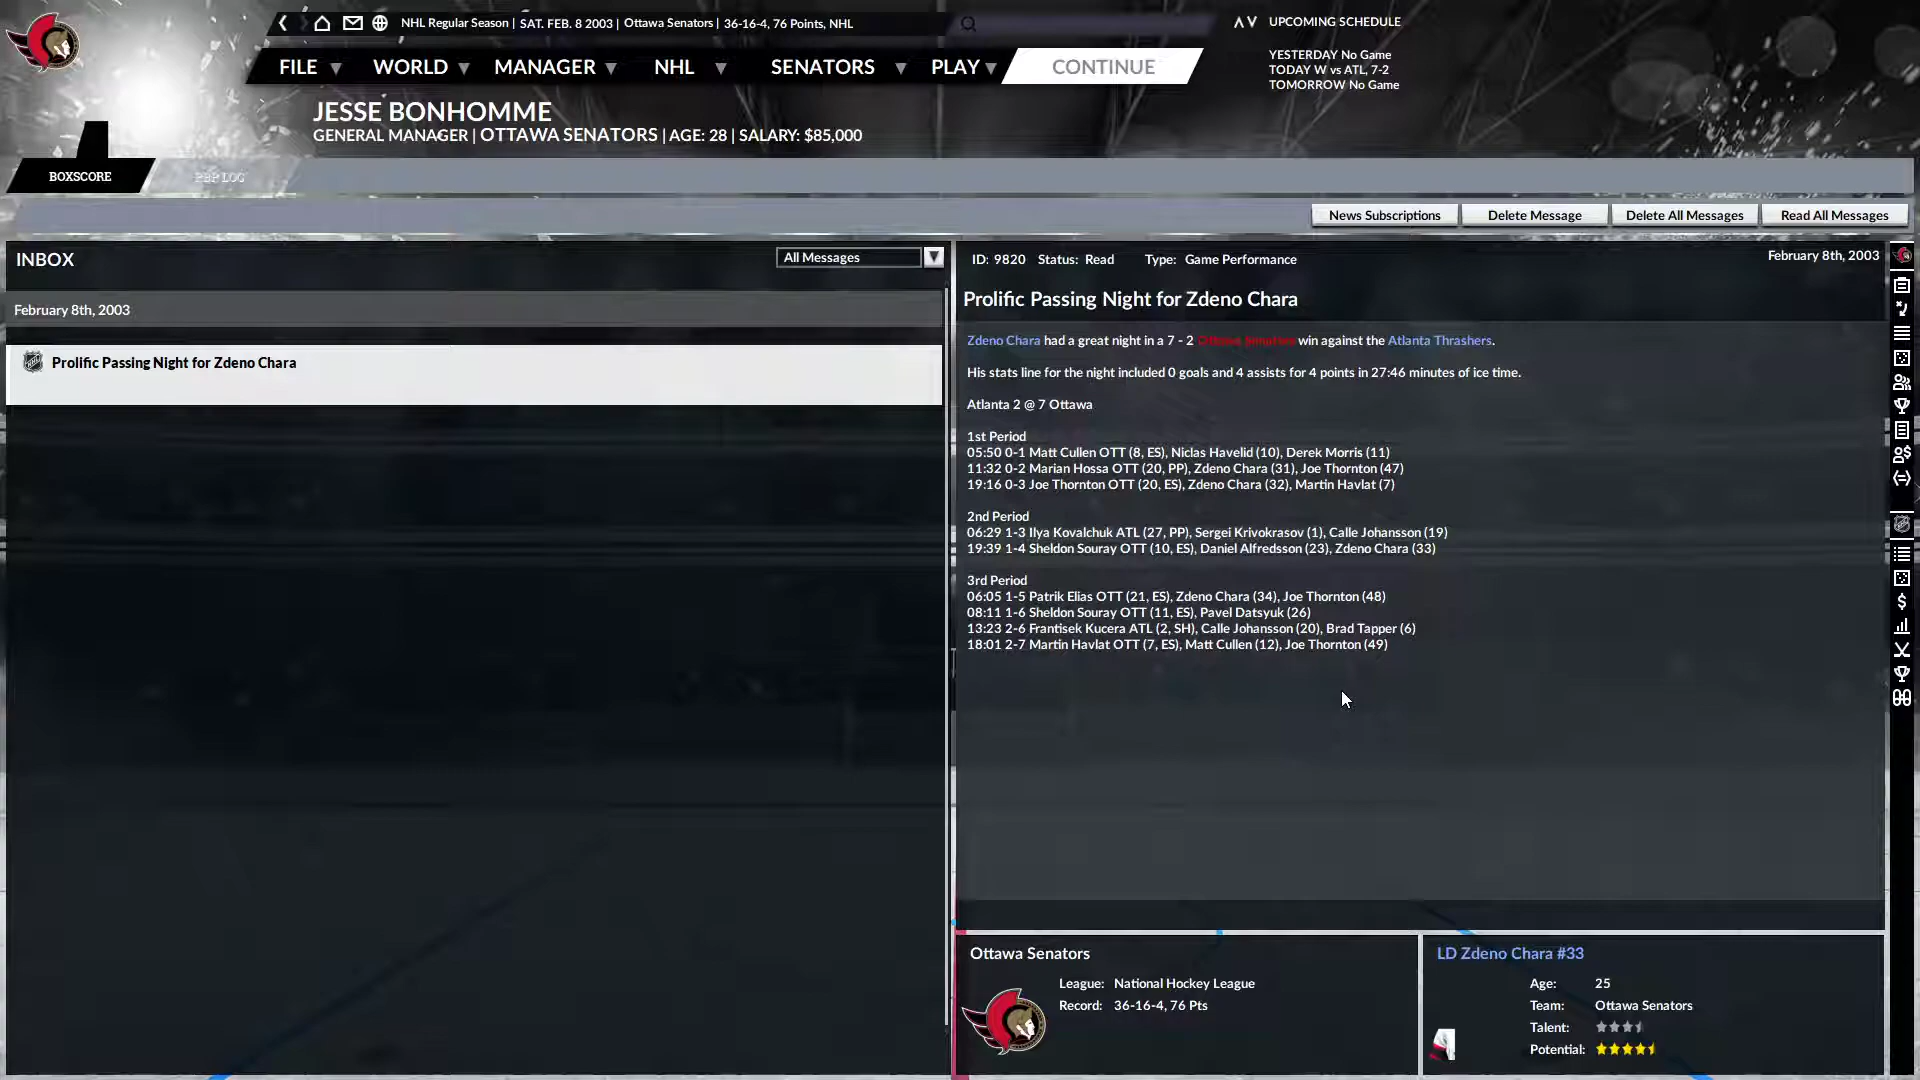 NHL Regular Season | SAT. FEB. 8 2003 | Ottawa Senators | 36-16-4, 76 Points, NHL
UPCOMING SCHEDULE
YESTERDAY No Game
TODAY W vs ATL, 7-2
TOMORROW No Game
FILE WORLD MANAGER NHL SENATORS PLAY CONTINUE
JESSE BONHOMME
GENERAL MANAGER | OTTAWA SENATORS | AGE: 28 | SALARY: $85,000
BOXSCORE PBP LOG
News Subscriptions Delete Message Delete All Messages Read All Messages
INBOX All Messages
February 8th, 2003
Prolific Passing Night for Zdeno Chara
ID: 9820 Status: Read Type: Game Performance February 8th, 2003
Prolific Passing Night for Zdeno Chara
Zdeno Chara had a great night in a 7 - 2 Ottawa Senators win against the Atlanta Thrashers.
His stats line for the night included 0 goals and 4 assists for 4 points in 27:46 minutes of ice time.
Atlanta 2 @ 7 Ottawa
1st Period
05:50 0-1 Matt Cullen OTT (8, ES), Niclas Havelid (10), Derek Morris (11)
11:32 0-2 Marian Hossa OTT (20, PP), Zdeno Chara (31), Joe Thornton (47)
19:16 0-3 Joe Thornton OTT (20, ES), Zdeno Chara (32), Martin Havlat (7)
2nd Period
06:29 1-3 Ilya Kovalchuk ATL (27, PP), Sergei Krivokrasov (1), Calle Johansson (19)
19:39 1-4 Sheldon Souray OTT (10, ES), Daniel Alfredsson (23), Zdeno Chara (33)
3rd Period
06:05 1-5 Patrik Elias OTT (21, ES), Zdeno Chara (34), Joe Thornton (48)
08:11 1-6 Sheldon Souray OTT (11, ES), Pavel Datsyuk (26)
13:23 2-6 Frantisek Kucera ATL (2, SH), Calle Johansson (20), Brad Tapper (6)
18:01 2-7 Martin Havlat OTT (7, ES), Matt Cullen (12), Joe Thornton (49)
Ottawa Senators
League: National Hockey League
Record: 36-16-4, 76 Pts
LD Zdeno Chara #33
Age: 25
Team: Ottawa Senators
Talent:
Potential: